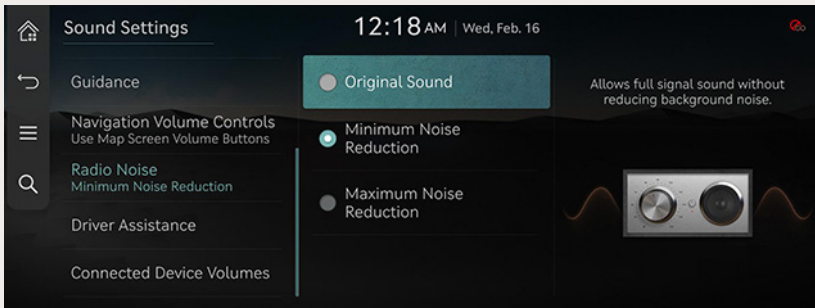 Sound Settings
12:18 AM | Wed, Feb. 16
Guidance
Navigation Volume Controls
Use Map Screen Volume Buttons
Radio Noise
Minimum Noise Reduction
Driver Assistance
Connected Device Volumes
Original Sound
Minimum Noise
Reduction
Maximum Noise
Reduction
Allows full signal sound without
reducing background noise.